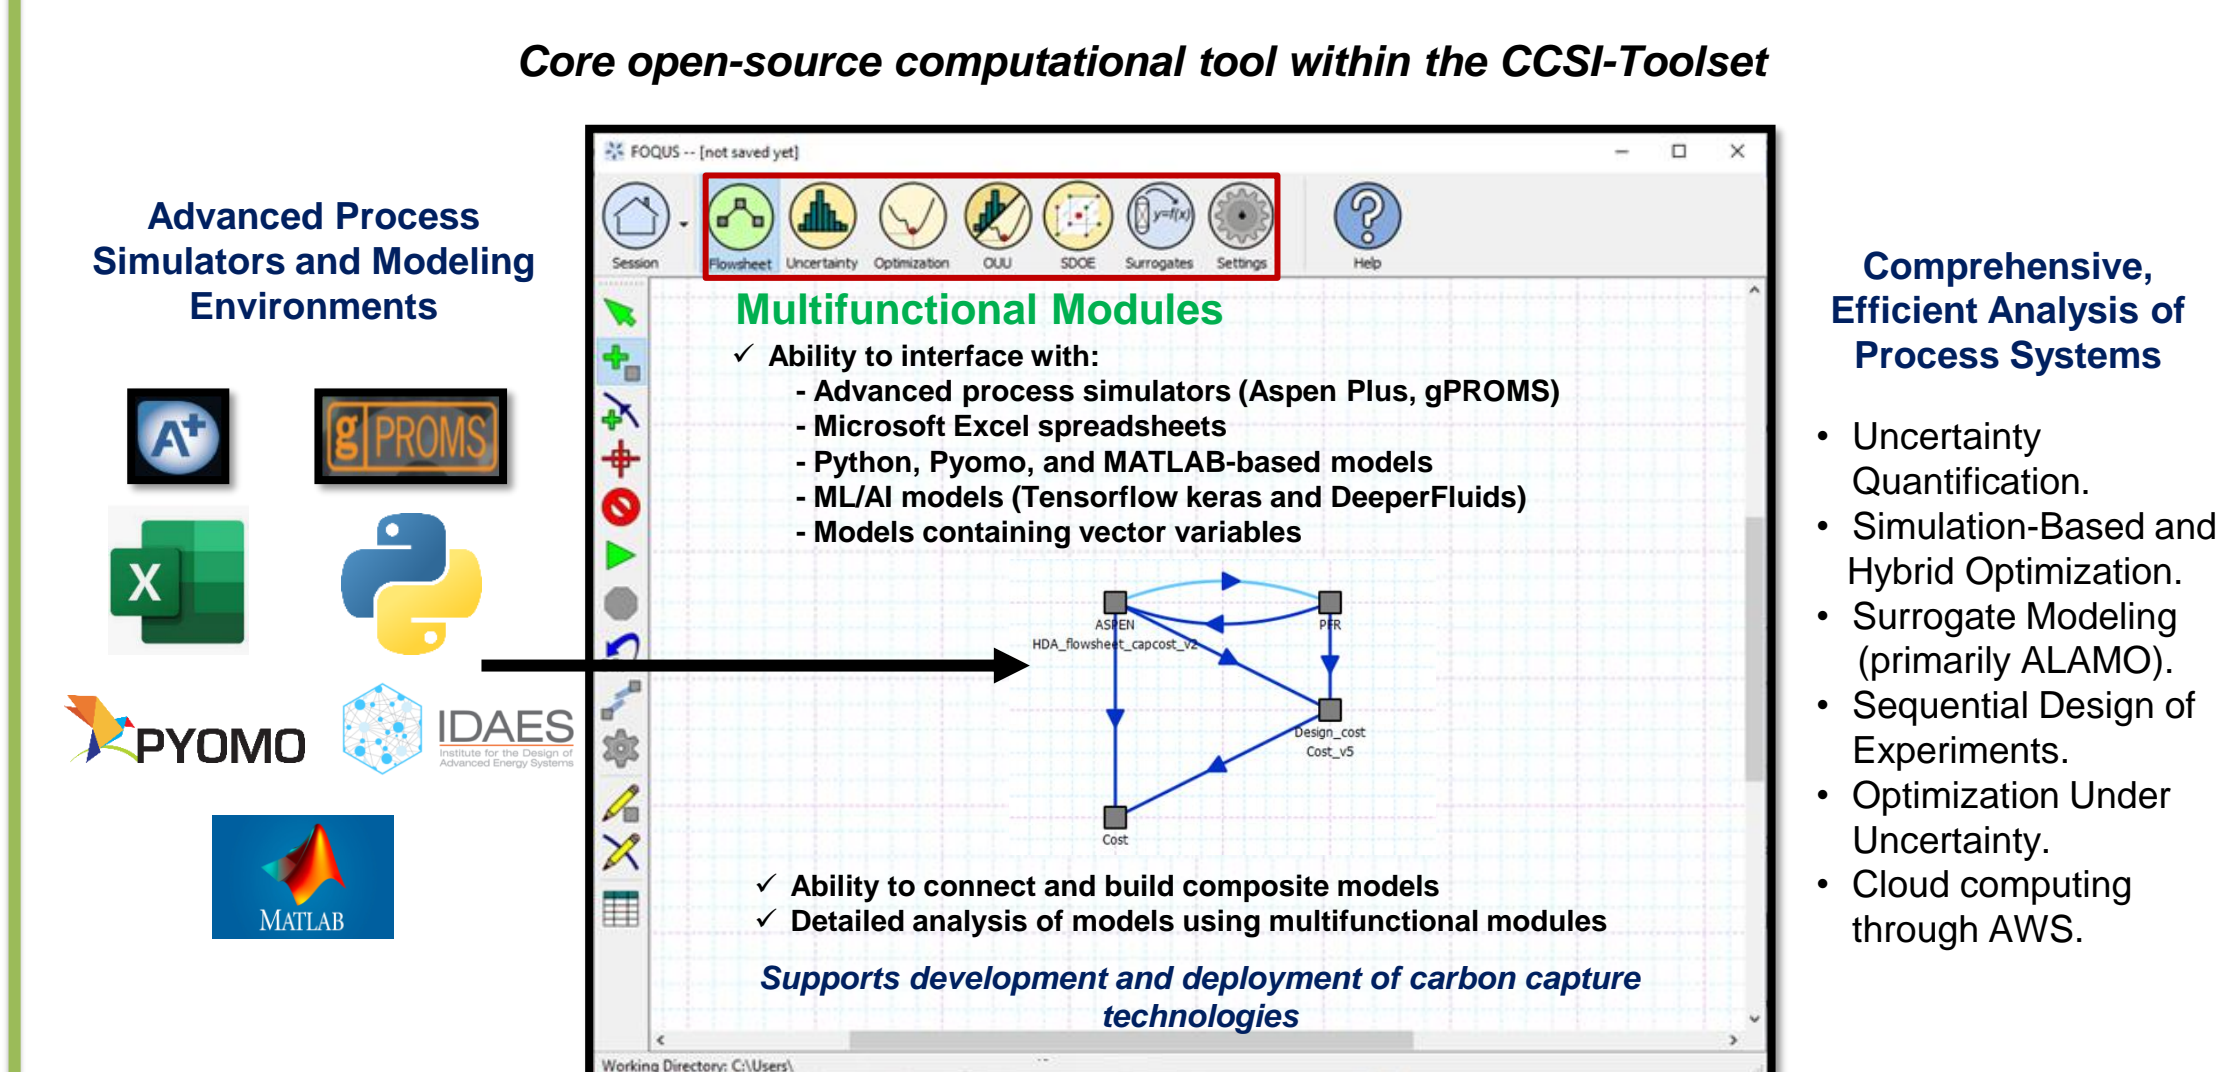 Core open-source computational tool within the CCSI-Toolset
Advanced Process
Simulators and Modeling
Environments
A+
g PROMS
X
PYOMO
IDAES
Institute for the Design of
Advanced Energy Systems
MATLAB
FOQUS -- [not saved yet]
Session
Flowsheet
Uncertainty
Optimization
OUU
SDOE
y=f(x)
Surrogates
Settings
?
Help
Multifunctional Modules
✓ Ability to interface with:
- Advanced process simulators (Aspen Plus, gPROMS)
- Microsoft Excel spreadsheets
- Python, Pyomo, and MATLAB-based models
- ML/AI models (Tensorflow keras and DeeperFluids)
- Models containing vector variables
ASPEN
HDA_flowsheet_capcost_v2
PFR
Design_cost
Cost_v5
Cost
✓ Ability to connect and build composite models
✓ Detailed analysis of models using multifunctional modules
Supports development and deployment of carbon capture
technologies
Working Directory: C:\Users\
Comprehensive,
Efficient Analysis of
Process Systems
• Uncertainty
Quantification.
• Simulation-Based and
Hybrid Optimization.
• Surrogate Modeling
(primarily ALAMO).
• Sequential Design of
Experiments.
• Optimization Under
Uncertainty.
• Cloud computing
through AWS.